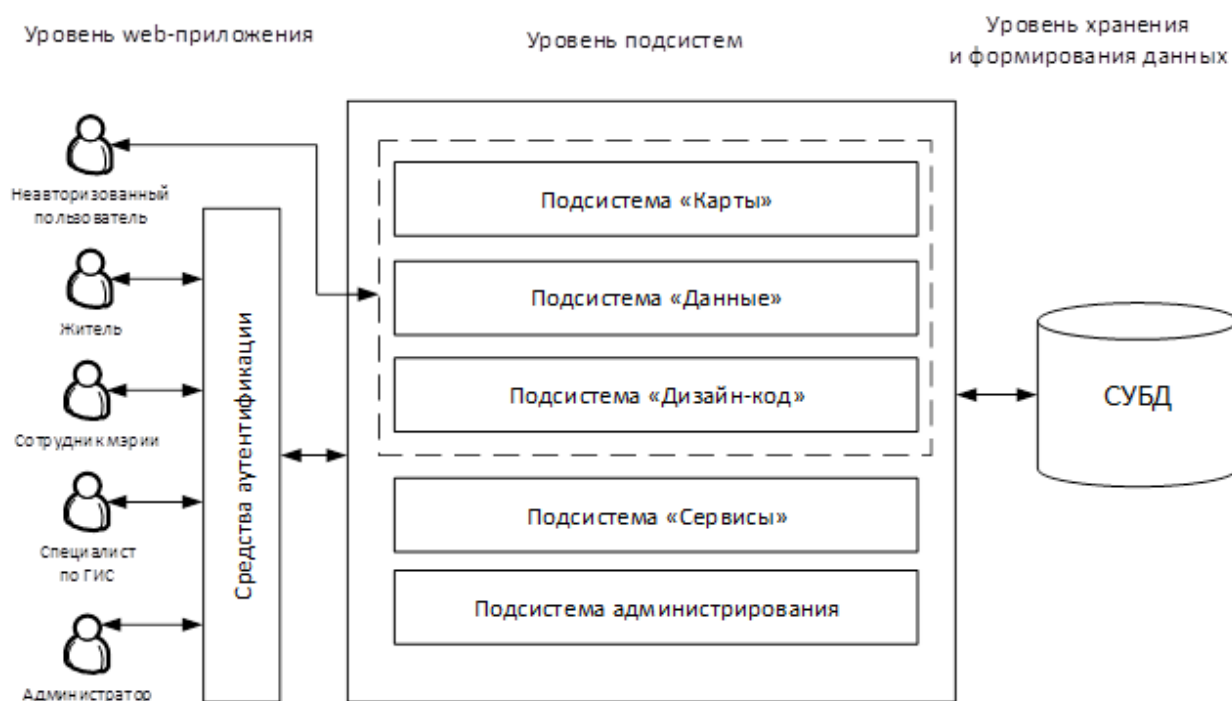 Уровень web-приложения
Уровень подсистем
Уровень хранения
и формирования данных
Неавторизованный
пользователь
Житель
Сотрудник мэрии
Специалист
по ГИС
Администратор
Средства аутентификации
Подсистема «Карты»
Подсистема «Данные»
Подсистема «Дизайн-код»
Подсистема «Сервисы»
Подсистема администрирования
СУБД